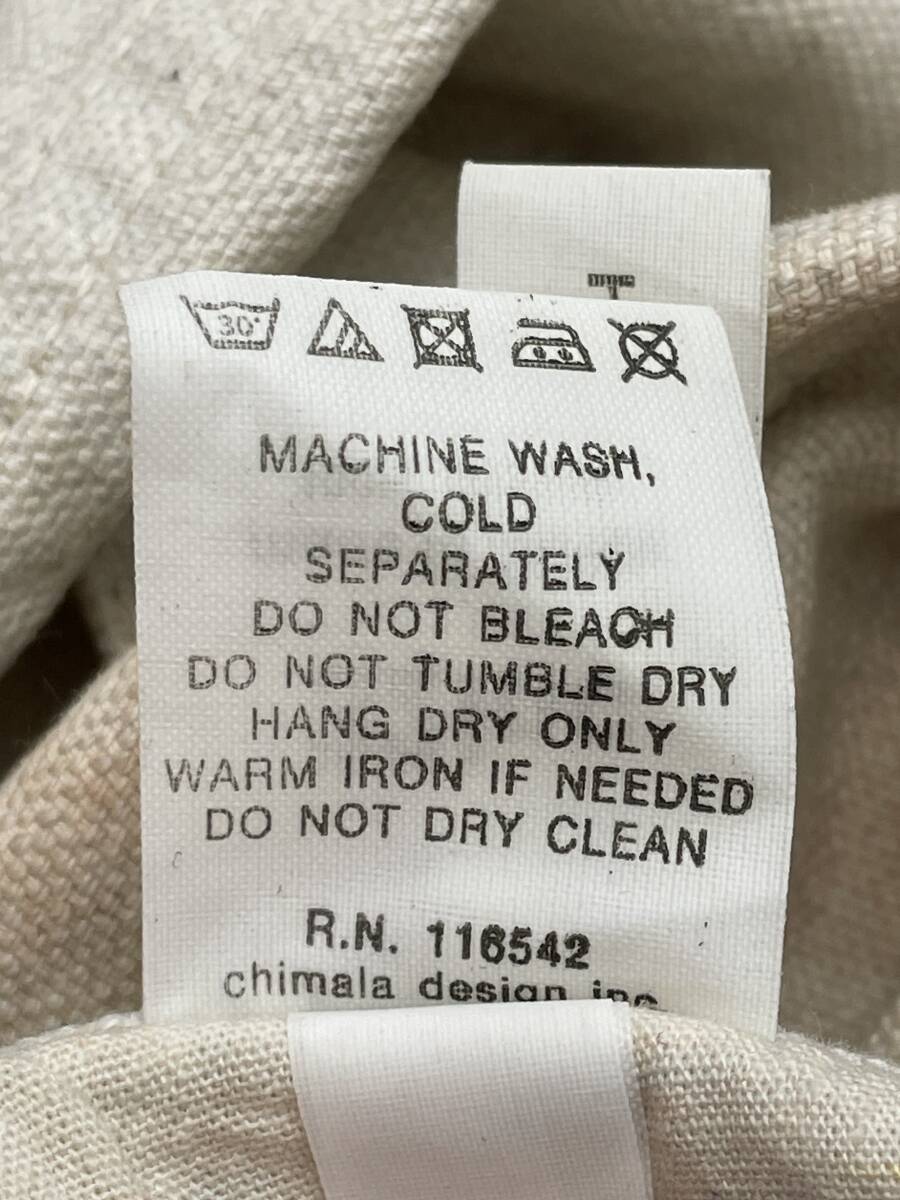 30°
MACHINE WASH,
COLD
SEPARATELY
DO NOT BLEACH
DO NOT TUMBLE DRY
HANG DRY ONLY
WARM IRON IF NEEDED
DO NOT DRY CLEAN
R.N. 116542
chimala design inc